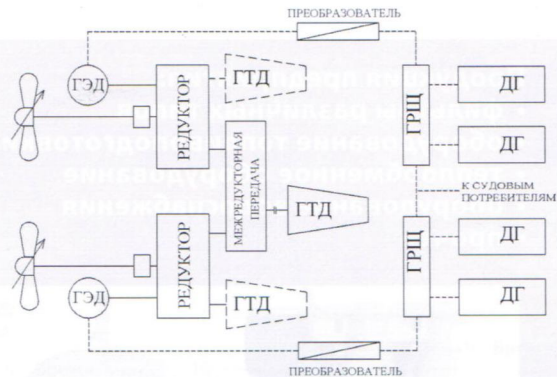 ПРЕОБРАЗОВАТЕЛЬ
ГЭД
РЕДУКТОР
ГТД
ГРЩ
ДГ
ДГ
МЕЖРЕДУКТОРНАЯ
ПЕРЕДАЧА
ГТД
К СУДОВЫМ
ПОТРЕБИТЕЛЯМ
ГЭД
РЕДУКТОР
ГТД
ГРЩ
ДГ
ДГ
ПРЕОБРАЗОВАТЕЛЬ